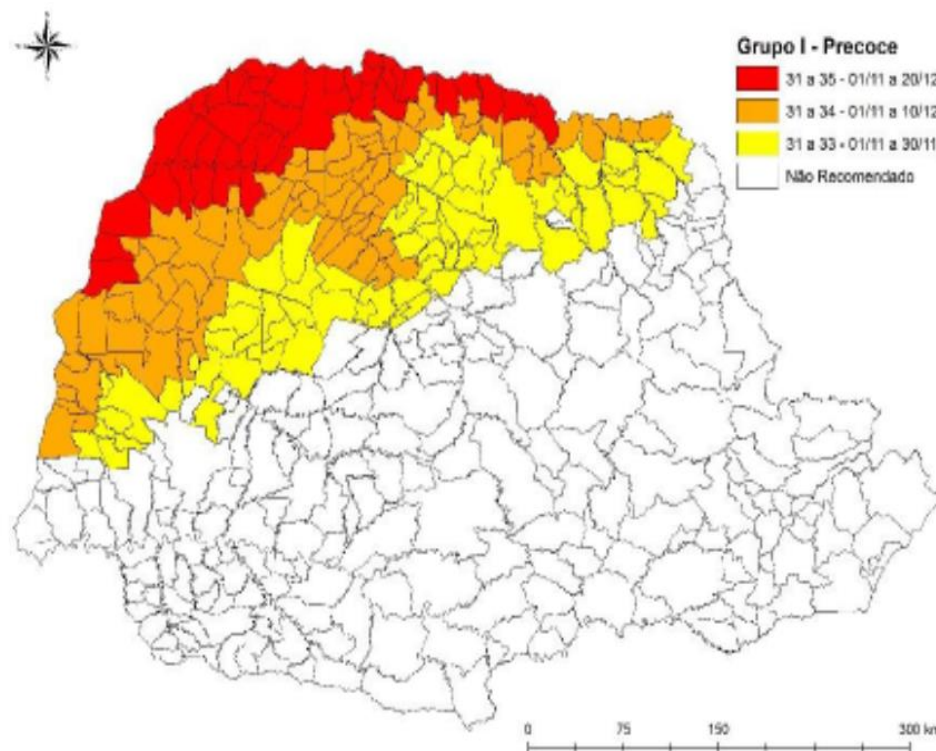 Grupo I - Precoce
31 a 35 - 01/11 a 20/12
31 a 34 - 01/11 a 10/12
31 a 33 - 01/11 a 30/11
Não Recomendado
0 75 150 300 km